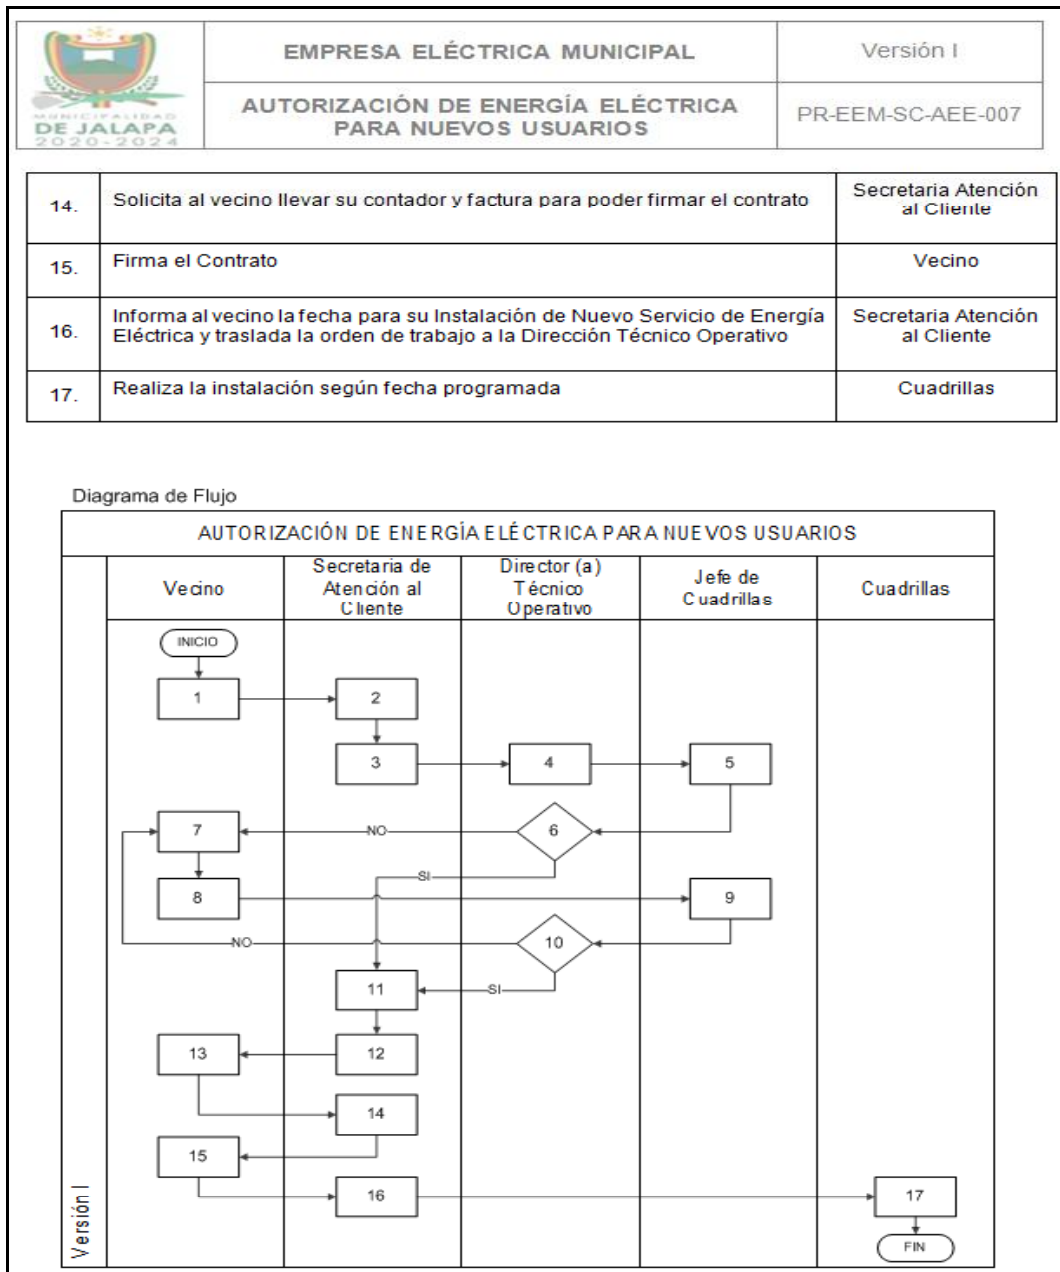 MUNICIPALIDAD
DE JALAPA
2020-2024
EMPRESA ELÉCTRICA MUNICIPAL
Versión I
AUTORIZACIÓN DE ENERGÍA ELÉCTRICA
PARA NUEVOS USUARIOS
PR-EEM-SC-AEE-007
14.
Solicita al vecino llevar su contador y factura para poder firmar el contrato
Secretaria Atención
al Cliente
15.
Firma el Contrato
Vecino
16.
Informa al vecino la fecha para su Instalación de Nuevo Servicio de Energía
Eléctrica y traslada la orden de trabajo a la Dirección Técnico Operativo
Secretaria Atención
al Cliente
17.
Realiza la instalación según fecha programada
Cuadrillas
Diagrama de Flujo
AUTORIZACIÓN DE ENERGÍA ELÉCTRICA PARA NUEVOS USUARIOS
Vecino
Secretaria de
Atención al
Cliente
Director (a)
Técnico
Operativo
Jefe de
Cuadrillas
Cuadrillas
INICIO
1
2
3
4
5
7
NO
6
SI
8
9
NO
10
11
SI
13
12
14
15
16
17
FIN
Versión I